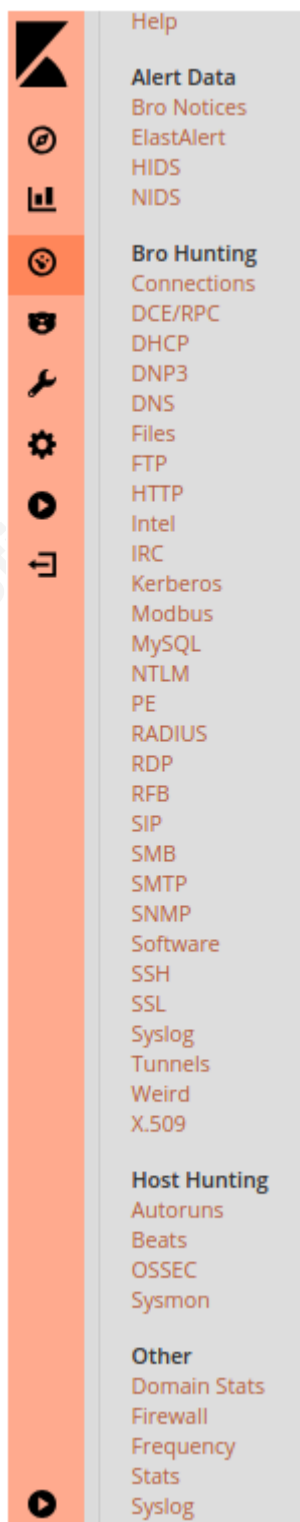 Help
Alert Data
Bro Notices
ElastAlert
HIDS
NIDS
Bro Hunting
Connections
DCE/RPC
DHCP
DNP3
DNS
Files
FTP
HTTP
Intel
IRC
Kerberos
Modbus
MySQL
NTLM
PE
RADIUS
RDP
RFB
SIP
SMB
SMTP
SNMP
Software
SSH
SSL
Syslog
Tunnels
Weird
X.509
Host Hunting
Autoruns
Beats
OSSEC
Sysmon
Other
Domain Stats
Firewall
Frequency
Stats
Syslog